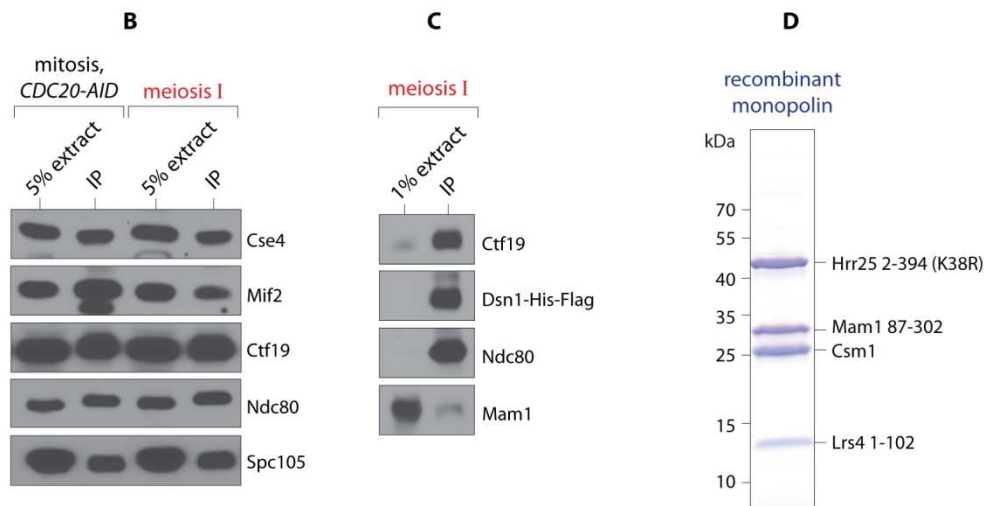 B
mitosis,
CDC20-AID
meiosis I
5% extract
IP
5% extract
IP
Cse4
Mif2
Ctf19
Ndc80
Spc105
C
meiosis I
1% extract
IP
Ctf19
Dsn1-His-Flag
Ndc80
Mam1
D
recombinant
monopolin
kDa
70
55
40
35
25
15
10
Hrr25 2-394 (K38R)
Mam1 87-302
Csm1
Lrs4 1-102